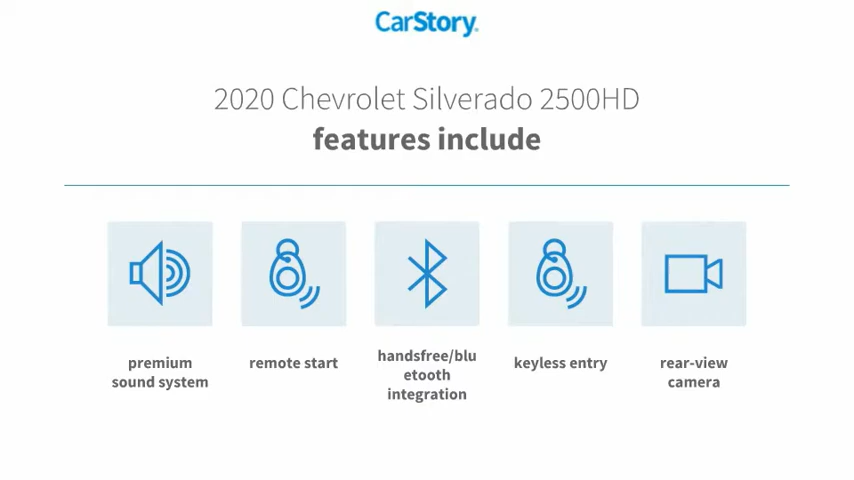 CarStory
2020 Chevrolet Silverado 2500HD
features include
premium
sound system
remote start
handsfree/blu
etooth
integration
keyless entry
rear-view
camera